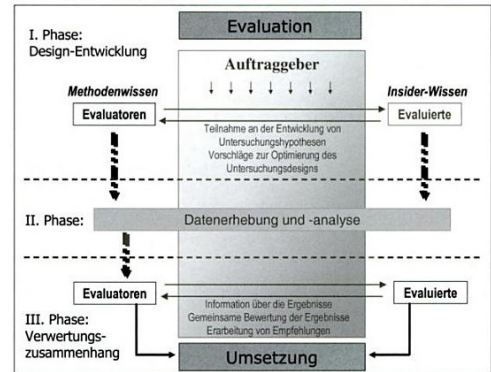 Evaluation
I. Phase:
Design-Entwicklung
Auftraggeber
Methodenwissen
Insider-Wissen
Evaluatoren
Evaluierte
Teilnahme an der Entwicklung von
Untersuchungshypothesen
Vorschläge zur Optimierung des
Untersuchungsdesigns
II. Phase:
Datenerhebung und -analyse
Evaluatoren
Evaluierte
Information über die Ergebnisse
Gemeinsame Bewertung der Ergebnisse
Erarbeitung von Empfehlungen
III. Phase:
Verwertungs-
zusammenhang
Umsetzung